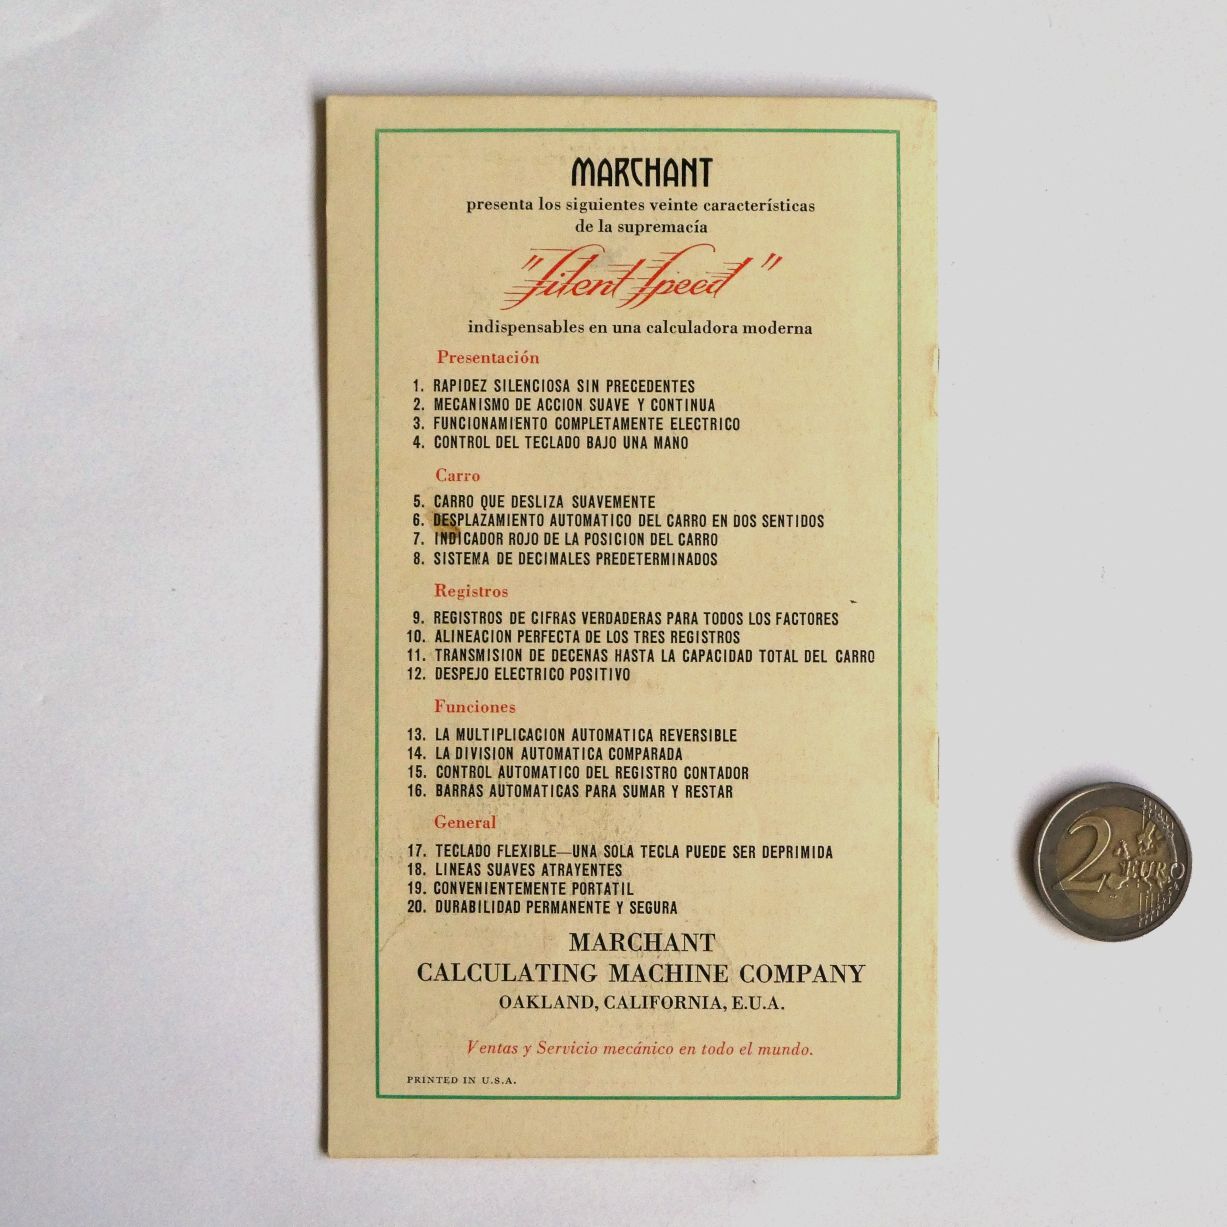 MARCHANT
presenta los siguientes veinte características
de la supremacía
"Silent Speed"
indispensables en una calculadora moderna
Presentación
1. RAPIDEZ SILENCIOSA SIN PRECEDENTES
2. MECANISMO DE ACCION SUAVE Y CONTINUA
3. FUNCIONAMIENTO COMPLETAMENTE ELECTRICO
4. CONTROL DEL TECLADO BAJO UNA MANO
Carro
5. CARRO QUE DESLIZA SUAVEMENTE
6. DESPLAZAMIENTO AUTOMATICO DEL CARRO EN DOS SENTIDOS
7. INDICADOR ROJO DE LA POSICION DEL CARRO
8. SISTEMA DE DECIMALES PREDETERMINADOS
Registros
9. REGISTROS DE CIFRAS VERDADERAS PARA TODOS LOS FACTORES
10. ALINEACION PERFECTA DE LOS TRES REGISTROS
11. TRANSMISION DE DECENAS HASTA LA CAPACIDAD TOTAL DEL CARRO
12. DESPEJO ELECTRICO POSITIVO
Funciones
13. LA MULTIPLICACION AUTOMATICA REVERSIBLE
14. LA DIVISION AUTOMATICA COMPARADA
15. CONTROL AUTOMATICO DEL REGISTRO CONTADOR
16. BARRAS AUTOMATICAS PARA SUMAR Y RESTAR
General
17. TECLADO FLEXIBLE—UNA SOLA TECLA PUEDE SER DEPRIMIDA
18. LINEAS SUAVES ATRAYENTES
19. CONVENIENTEMENTE PORTATIL
20. DURABILIDAD PERMANENTE Y SEGURA
MARCHANT
CALCULATING MACHINE COMPANY
OAKLAND, CALIFORNIA, E.U.A.
Ventas y Servicio mecánico en todo el mundo.
PRINTED IN U.S.A.
2 EURO